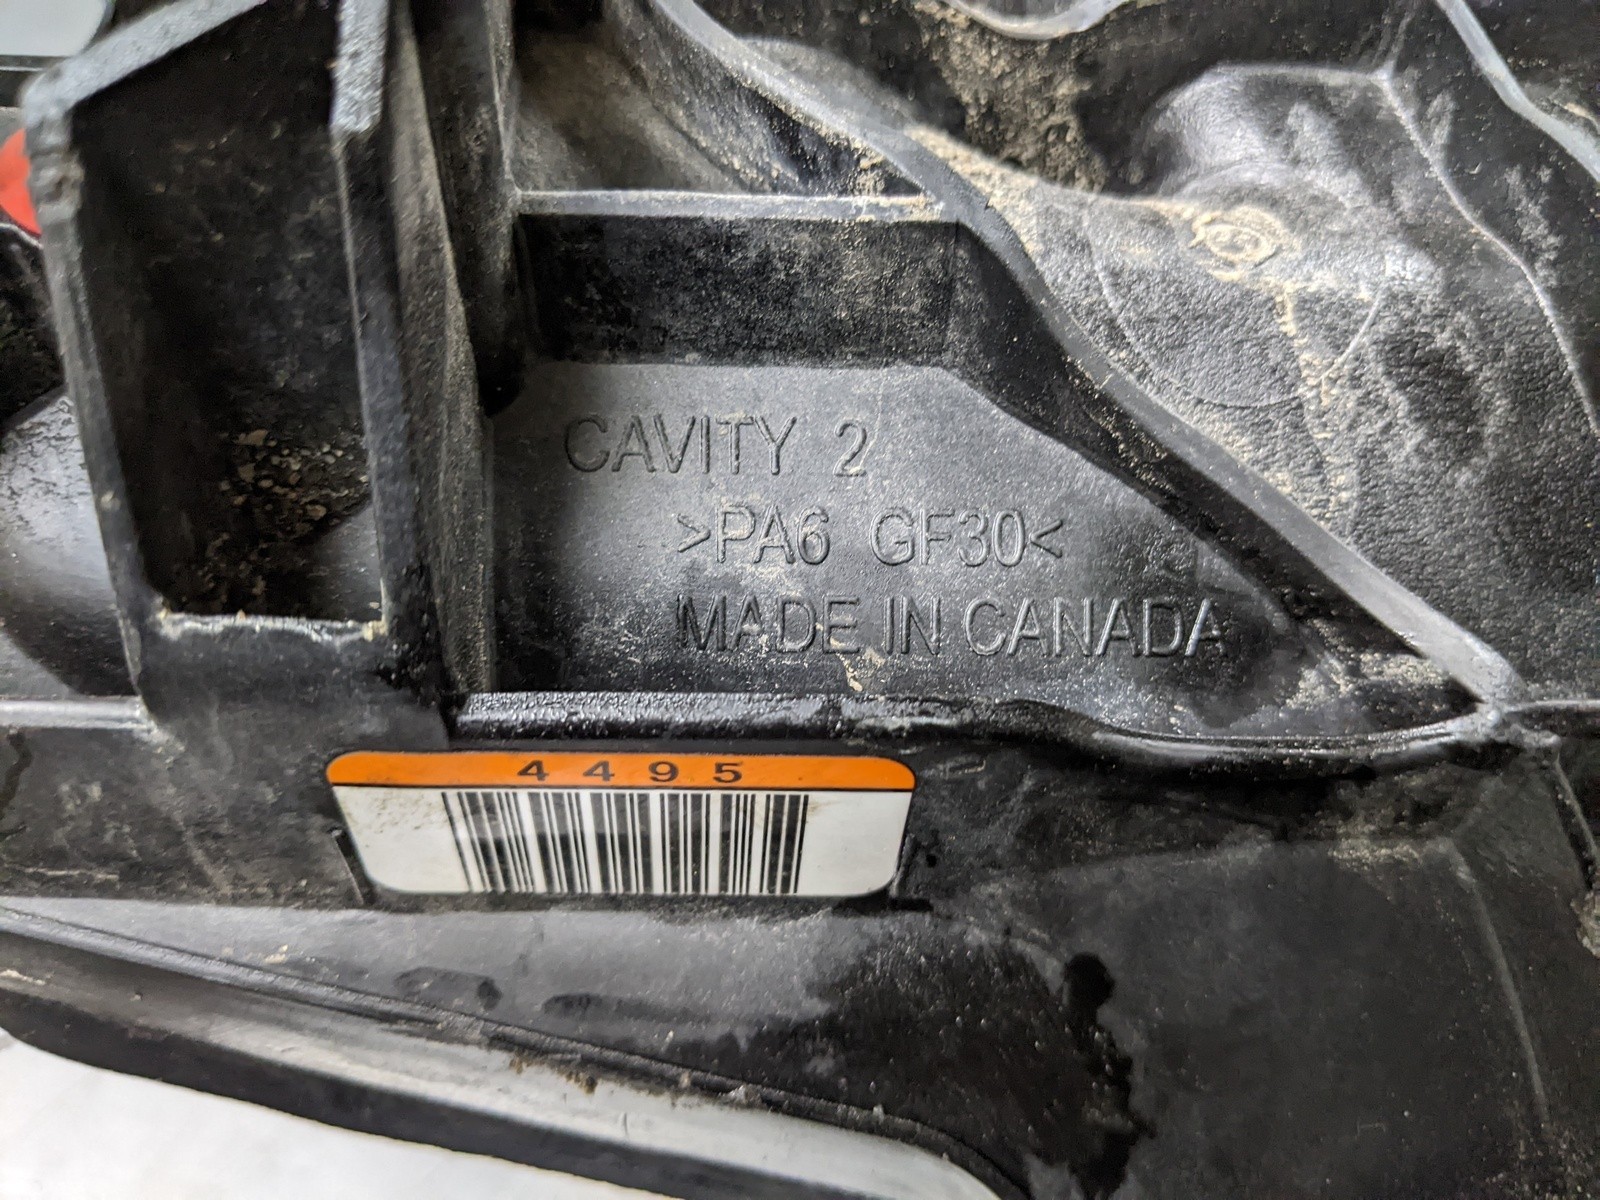 CAVITY 2
>PA6 GF30<
MADE IN CANADA
4495